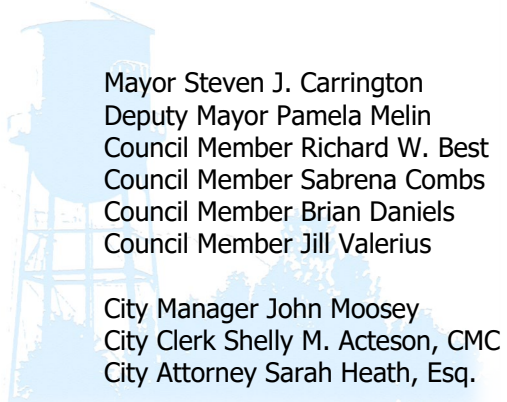 Mayor Steven J. Carrington
Deputy Mayor Pamela Melin
Council Member Richard W. Best
Council Member Sabrena Combs
Council Member Brian Daniels
Council Member Jill Valerius
City Manager John Moosey
City Clerk Shelly M. Acteson, CMC
City Attorney Sarah Heath, Esq.